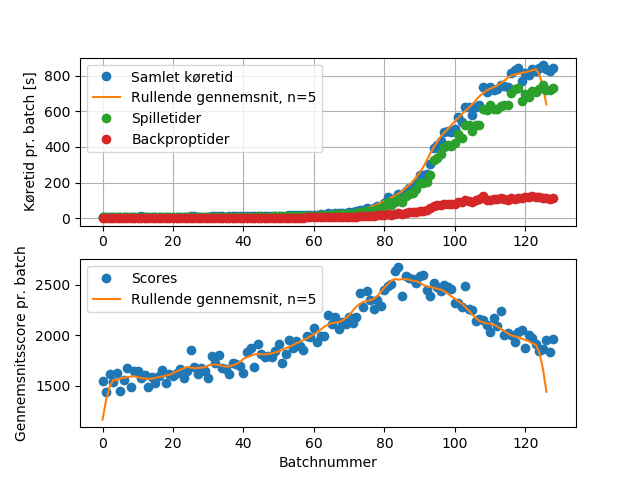 Køretid pr. batch [s]
800
600
400
200
0
Samlet køretid
Rullende gennemsnit, n=5
Spilletider
Backproptider
0 20 40 60 80 100 120
Gennemsnitsscore pr. batch
2500
2000
1500
Scores
Rullende gennemsnit, n=5
0 20 40 60 80 100 120
Batchnummer